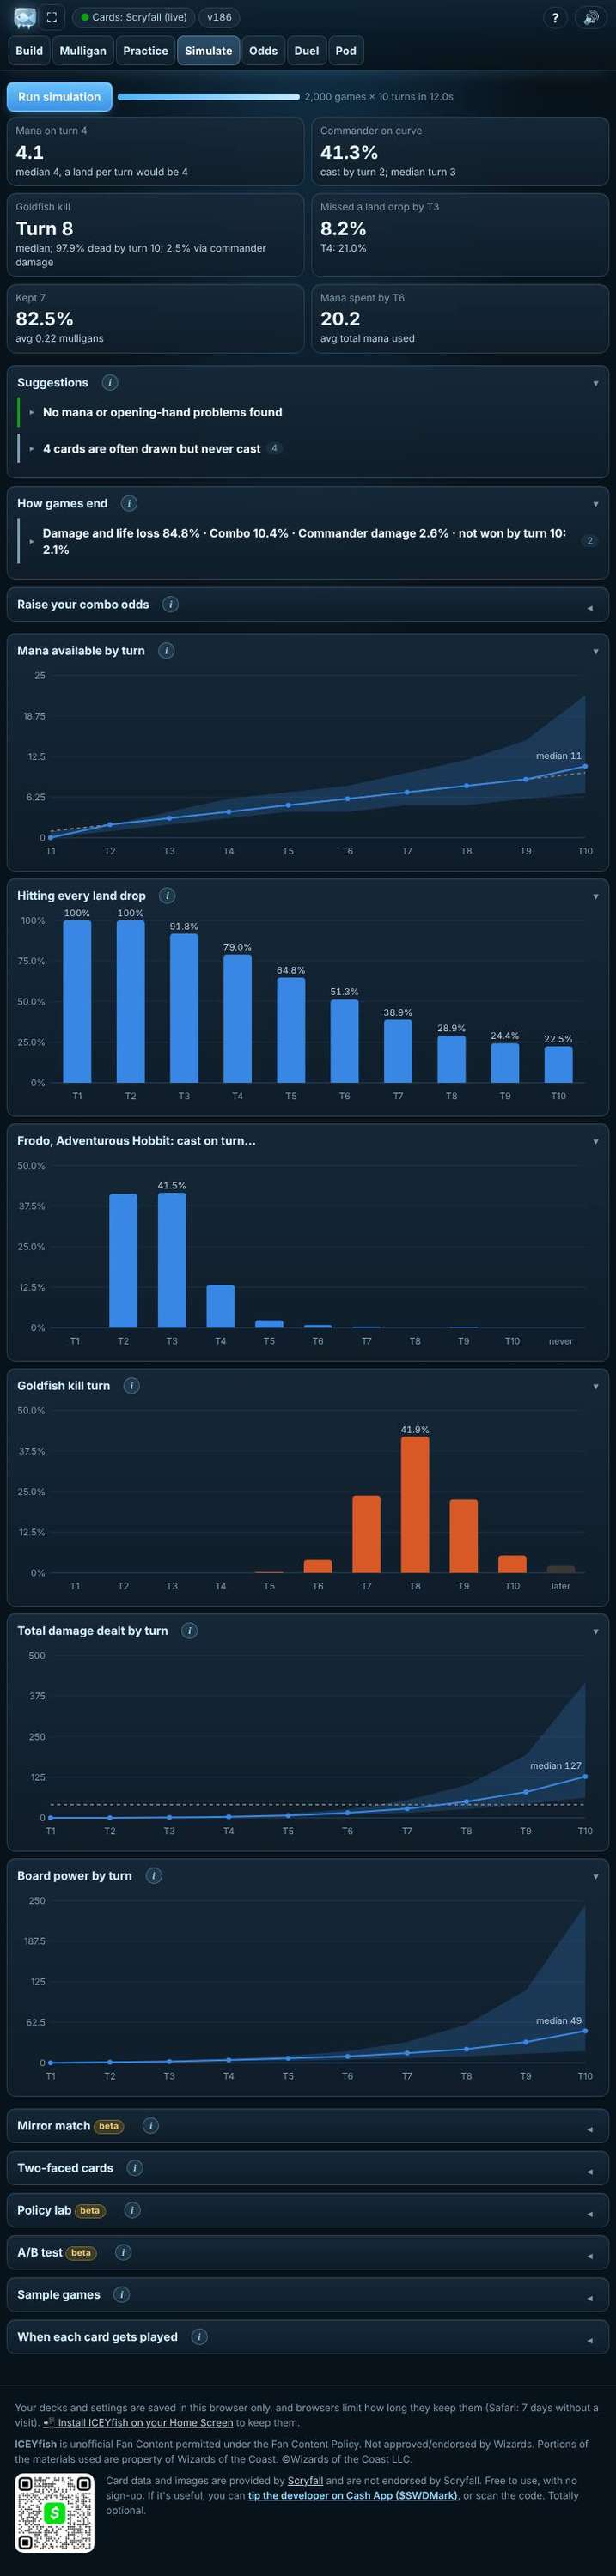 Cards: Scryfall (live)
v186
?
Build
Mulligan
Practice
Simulate
Odds
Duel
Pod
Run simulation
2,000 games × 10 turns in 12.0s
Mana on turn 4
4.1
median 4, a land per turn would be 4
Commander on curve
41.3%
cast by turn 2; median turn 3
Goldfish kill
Turn 8
median; 97.9% dead by turn 10; 2.5% via commander
damage
Missed a land drop by T3
8.2%
T4: 21.0%
Kept 7
82.5%
avg 0.22 mulligans
Mana spent by T6
20.2
avg total mana used
Suggestions i
No mana or opening-hand problems found
4 cards are often drawn but never cast 4
How games end i
Damage and life loss 84.8% · Combo 10.4% · Commander damage 2.6% · not won by turn 10:
2.1%
2
Raise your combo odds i
Mana available by turn i
25
18.75
12.5
6.25
0
median 11
T1 T2 T3 T4 T5 T6 T7 T8 T9 T10
Hitting every land drop i
100%
75.0%
50.0%
25.0%
0%
100% 100% 91.8% 79.0% 64.8% 51.3% 38.9% 28.9% 24.4% 22.5%
T1 T2 T3 T4 T5 T6 T7 T8 T9 T10
Frodo, Adventurous Hobbit: cast on turn…
50.0%
37.5%
25.0%
12.5%
0%
41.5%
T1 T2 T3 T4 T5 T6 T7 T8 T9 T10 never
Goldfish kill turn i
50.0%
37.5%
25.0%
12.5%
0%
41.9%
T1 T2 T3 T4 T5 T6 T7 T8 T9 T10 later
Total damage dealt by turn i
500
375
250
125
0
median 127
T1 T2 T3 T4 T5 T6 T7 T8 T9 T10
Board power by turn i
250
187.5
125
62.5
0
median 49
T1 T2 T3 T4 T5 T6 T7 T8 T9 T10
Mirror match beta i
Two-faced cards i
Policy lab beta i
A/B test beta i
Sample games i
When each card gets played i
Your decks and settings are saved in this browser only, and browsers limit how long they keep them (Safari: 7 days without a
visit). Install ICEYfish on your Home Screen to keep them.
ICEYfish is unofficial Fan Content permitted under the Fan Content Policy. Not approved/endorsed by Wizards. Portions of
the materials used are property of Wizards of the Coast. ©Wizards of the Coast LLC.
Card data and images are provided by Scryfall and are not endorsed by Scryfall. Free to use, with no
sign-up. If it's useful, you can tip the developer on Cash App ($SWDMark), or scan the code. Totally
optional.
$